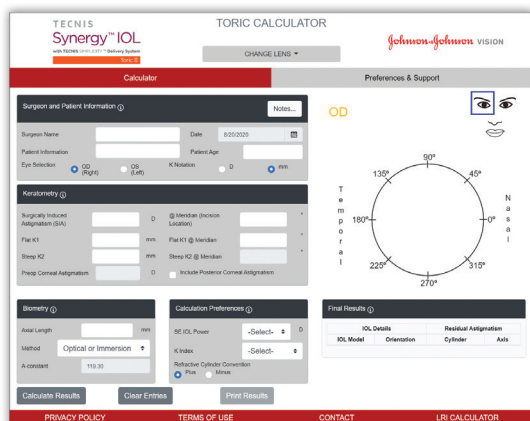 TECNIS
Synergy™ IOL
with TECNIS SIMPLICITY™ Delivery System
Toric II
TORIC CALCULATOR
CHANGE LENS
Johnson & Johnson VISION
Calculator
Preferences & Support
Surgeon and Patient Information
Notes...
Surgeon Name
Date
8/20/2020
Patient Information
Patient Age
Eye Selection
OD (Right)
OS (Left)
K Notation
D
mm
Keratometry
Surgically Induced Astigmatism (SIA)
D
@ Meridian (Incision Location)
°
Flat K1
mm
Flat K1 @ Meridian
°
Steep K2
mm
Steep K2 @ Meridian
°
Preop Corneal Astigmatism
D
Include Posterior Corneal Astigmatism
Biometry
Axial Length
mm
Method
Optical or Immersion
A-constant
119.30
Calculation Preferences
SE IOL Power
-Select-
D
K Index
-Select-
Refractive Cylinder Convention
Plus
Minus
OD
Temporal
Nasal
90°
135°
45°
180°
0°
225°
315°
270°
Final Results
IOL Details
Residual Astigmatism
IOL Model
Orientation
Cylinder
Axis
Calculate Results
Clear Entries
Print Results
PRIVACY POLICY
TERMS OF USE
CONTACT
LRI CALCULATOR